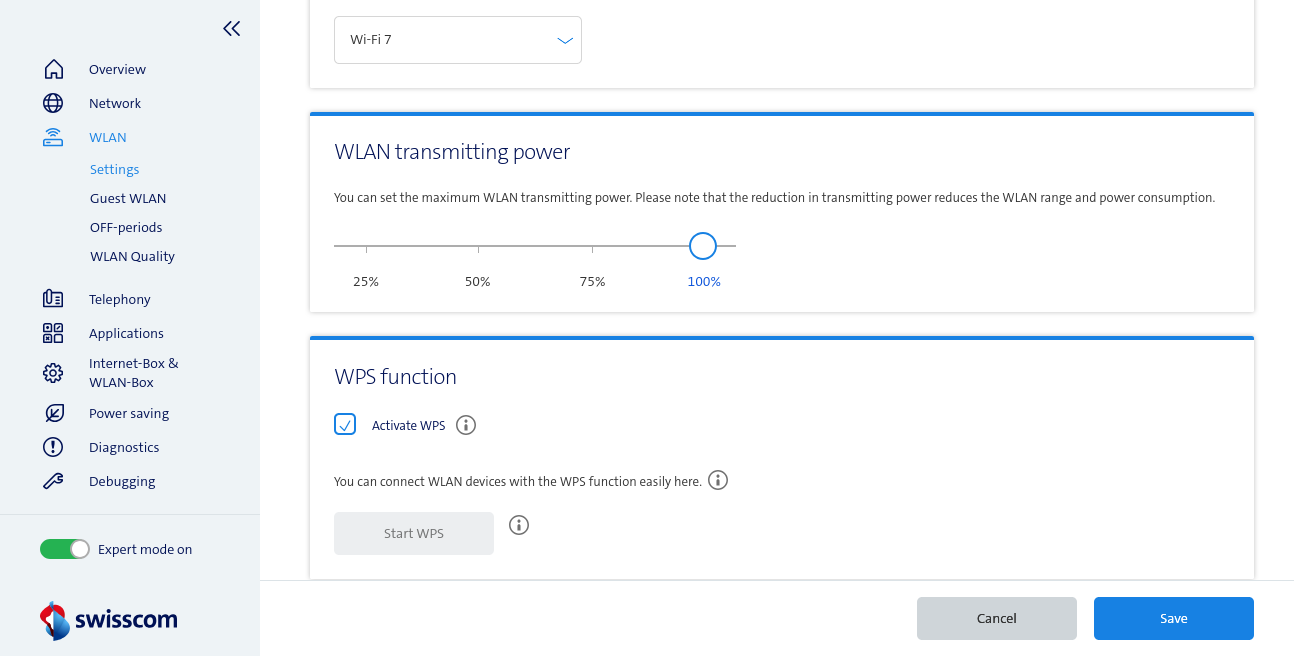 Overview
Network
WLAN
Settings
Guest WLAN
OFF-periods
WLAN Quality
Telephony
Applications
Internet-Box &
WLAN-Box
Power saving
Diagnostics
Debugging
Expert mode on
swisscom
Wi-Fi 7
WLAN transmitting power
You can set the maximum WLAN transmitting power. Please note that the reduction in transmitting power reduces the WLAN range and power consumption.
25% 50% 75% 100%
WPS function
Activate WPS
You can connect WLAN devices with the WPS function easily here.
Start WPS
Cancel Save